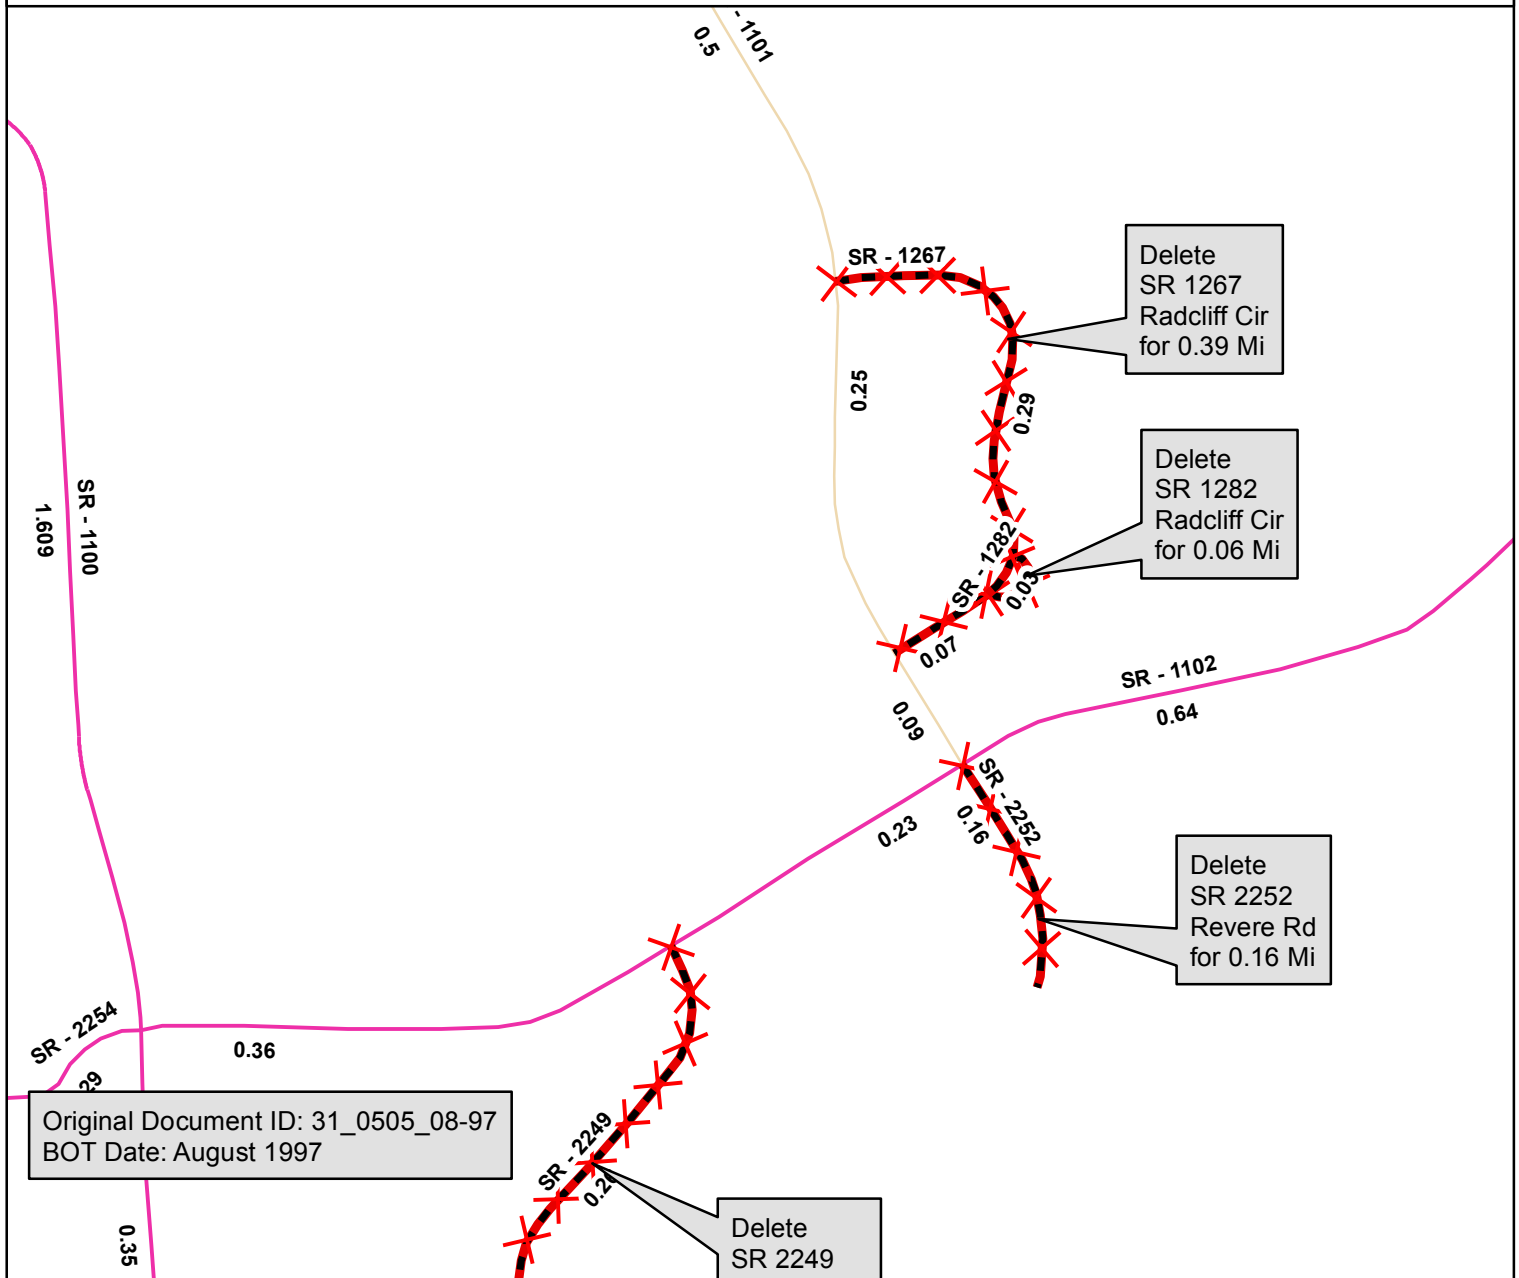 - 1101
0.5
SR - 1267
Delete
SR 1267
Radcliff Cir
for 0.39 Mi
0.25
0.29
Delete
SR 1282
Radcliff Cir
for 0.06 Mi
SR - 1100
1.609
SR - 1282
0.03
0.07
SR - 1102
0.64
0.09
SR - 2252
0.16
0.23
Delete
SR 2252
Revere Rd
for 0.16 Mi
SR - 2254
0.36
29
Original Document ID: 31_0505_08-97
BOT Date: August 1997
SR - 2249
Delete
SR 2249
0.35